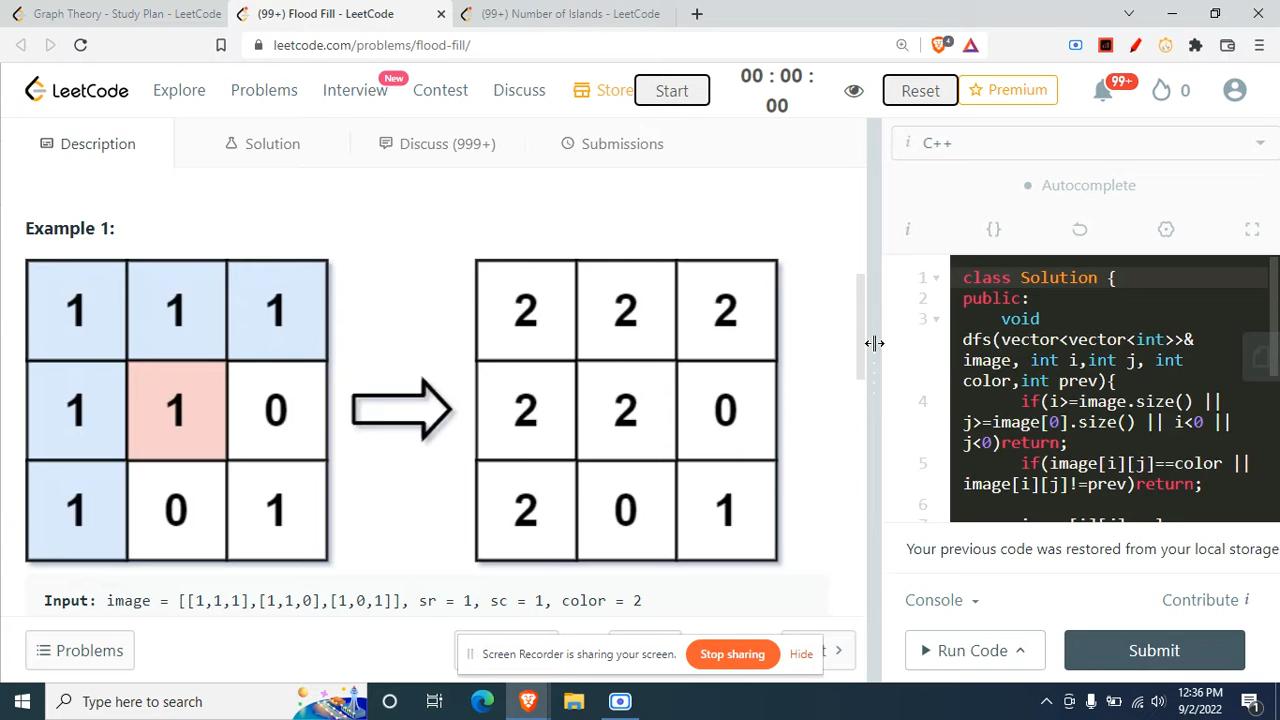 Graph Theory - Study Plan - LeetCode
(99+) Flood Fill - LeetCode
(99+) Number of Islands - LeetCode
leetcode.com/problems/flood-fill/
4
LeetCode
Explore
Problems
Interview
New
Contest
Discuss
Store
Start
00 : 00 :
00
Reset
Premium
99+
0
Description
Solution
Discuss (999+)
Submissions
i C++
Autocomplete
i {}
Example 1:
1 1 1
1 1 0
1 0 1
2 2 2
2 2 0
2 0 1
Input: image = [[1,1,1],[1,1,0],[1,0,1]], sr = 1, sc = 1, color = 2
1 class Solution {
2 public:
3 void
dfs(vector<vector<int>>&
image, int i,int j, int
color,int prev){
4 if(i>=image.size() ||
j>=image[0].size() || i<0 ||
j<0)return;
5 if(image[i][j]==color ||
image[i][j]!=prev)return;
6
Your previous code was restored from your local storage
Console
Contribute i
Problems
Screen Recorder is sharing your screen.
Stop sharing
Hide
Run Code
Submit
Type here to search
12:36 PM
9/2/2022
1